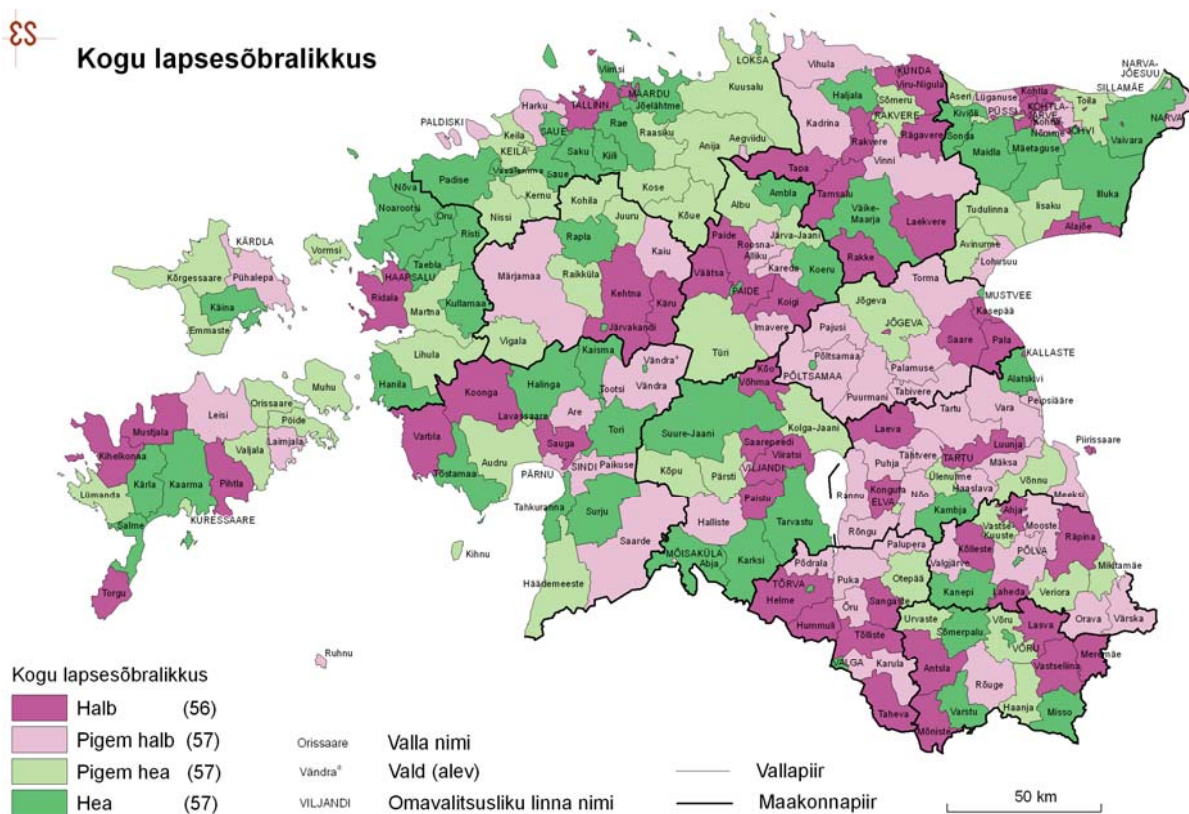 Kogu lapsesõbralikkus
LOKSA
Vihula
KUNDA
Viru-Nigula
NARVA-
JÕESUU
SILLAMÄE
Viimsi
MAARDU
Jõelähtme
Kuusalu
Haljala
Sõmeru
RAKVERE
Aseri
Lüganuse
Kohtla
Toila
PÜSSI
KOHTLA-
JÄRVE
Kiviõli
Kohtla-
Nõmme
JÕHVI
NARVA
Vaivara
Harku
TALLINN
PALDISKI
Keila
SAUE
Rae
Raasiku
Aegviidu
Anija
Kadrina
Rakvere
Rägavere
Sonda
Maidla
Mäetaguse
Illuka
KEILA
Vasalemma
Saue
Saku
Kiili
Vinni
Padise
Nõva
Noarootsi
Kernu
Nissi
Kohila
Kose
Kõue
Juuru
Tapa
Albu
Ambla
Tamsalu
Väike-
Maarja
Laekvere
Tudulinna
Iisaku
Alajõe
Avinurme
Lohusuu
Oru
Risti
Taebla
HAAPSALU
Ridala
Martna
Kullamaa
Vormsi
KÄRDLA
Kõrgessaare
Pühalepa
Käina
Emmaste
Rapla
Raikküla
Kaiu
Märjamaa
Kehtna
Käru
Järvakandi
Vigala
Paide
Roosna-
Alliku
Järva-Jaani
Kareda
Koeru
Rakke
Väätsa
PAIDE
Koigi
Imavere
Türi
Torma
MUSTVEE
Kasepää
Jõgeva
JÕGEVA
Saare
Pala
KALLASTE
Pajusi
Põltsamaa
PÕLTSAMAA
Palamuse
Puurmani
Tabivere
Alatskivi
Peipsiääre
Lihula
Hanila
Kaisma
Vändra
Vändraª
Tootsi
Halinga
Koonga
Lavassaare
Are
Tori
Varbla
Sauga
Audru
Tõstamaa
PÄRNU
SINDI
Paikuse
Tahkuranna
Surju
Saarde
Häädemeeste
Kihnu
Kõo
Võhma
Suure-Jaani
Kolga-Jaani
Saarepeedi
Viiratsi
VILJANDI
Kõpu
Pärsti
Paistu
Halliste
Tarvastu
MÕISAKÜLA
Abja
Karksi
Muhu
Leisi
Orissaare
Pöide
Laimjala
Valjala
Mustjala
Kihelkonna
Kärla
Kaarma
Pihtla
Lümanda
KURESSAARE
Salme
Torgu
Ruhnu
Tartu
Vara
Laeva
Luunja
Piirissaare
Tähtvere
TARTU
Puhja
Mäksa
Ülenurme
Haaslava
Võnnu
Meeksi
Rannu
Konguta
ELVA
Nõo
Kambja
Rõngu
Palupera
Vastse-
Kuuste
Ahja
Mooste
Räpina
Kõlleste
PÕLVA
Valgjärve
Mikitamäe
Kanepi
Laheda
Veriora
Orava
Värska
Põdrala
TÕRVA
Helme
Puka
Otepää
Sangaste
Õru
Hummuli
Tõlliste
VALGA
Karula
Taheva
Urvaste
Sõmerpalu
Võru
VÕRU
Lasva
Meremäe
Vastseliina
Antsla
Rõuge
Haanja
Varstu
Misso
Mõniste
Kogu lapsesõbralikkus
Halb (56)
Pigem halb (57)
Pigem hea (57)
Hea (57)
Orissaare Valla nimi
Vändraª Vald (alev)
VILJANDI Omavalitsusliku linna nimi
Vallapiir
Maakonnapiir
50 km